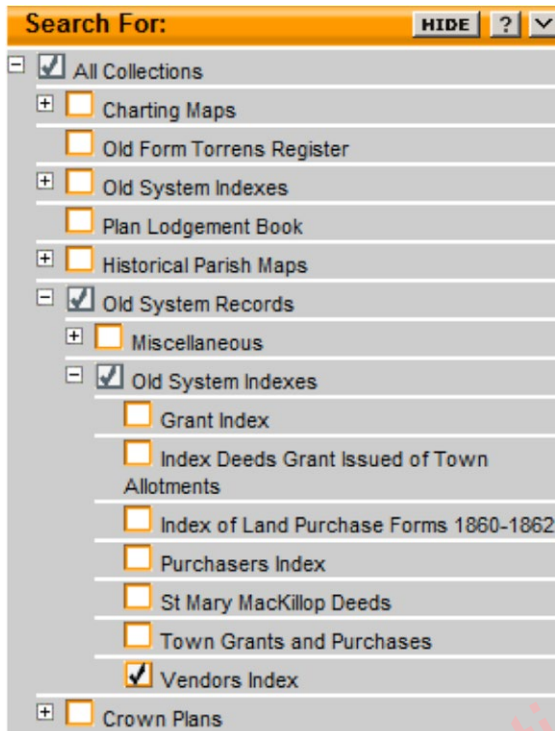 Search For: HIDE ?
All Collections
Charting Maps
Old Form Torrens Register
Old System Indexes
Plan Lodgement Book
Historical Parish Maps
Old System Records
Miscellaneous
Old System Indexes
Grant Index
Index Deeds Grant Issued of Town
Allotments
Index of Land Purchase Forms 1860-1862
Purchasers Index
St Mary MacKillop Deeds
Town Grants and Purchases
Vendors Index
Crown Plans